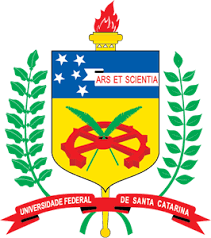 ARS ET SCIENTIA
UNIVERSIDADE FEDERAL DE SANTA CATARINA